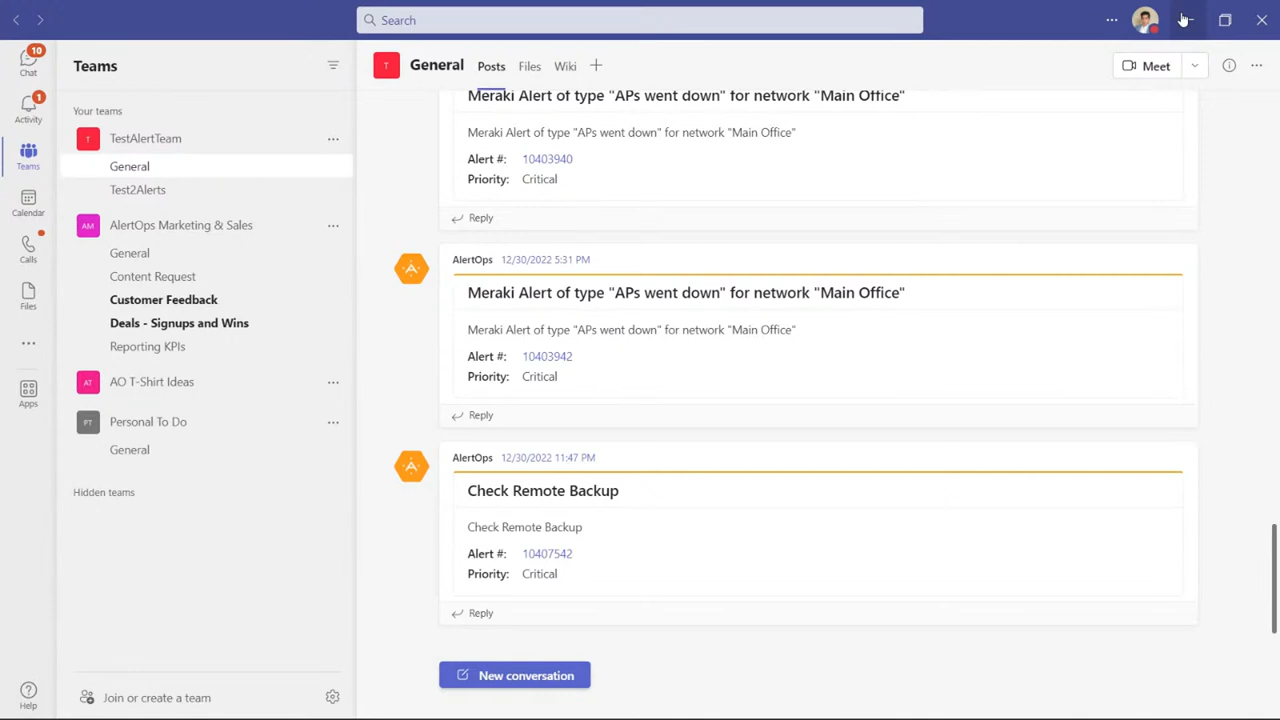 Search
10
Chat
1
Activity
Teams
Calendar
Calls
Files
Apps
Help
Teams
Your teams
T TestAlertTeam
General
Test2Alerts
AM AlertOps Marketing & Sales
General
Content Request
Customer Feedback
Deals - Signups and Wins
Reporting KPIs
AT AO T-Shirt Ideas
PT Personal To Do
General
Hidden teams
Join or create a team
T General Posts Files Wiki
Meet
Meraki Alert of type "APs went down" for network "Main Office"
Meraki Alert of type "APs went down" for network "Main Office"
Alert #: 10403940
Priority: Critical
Reply
AlertOps 12/30/2022 5:31 PM
Meraki Alert of type "APs went down" for network "Main Office"
Meraki Alert of type "APs went down" for network "Main Office"
Alert #: 10403942
Priority: Critical
Reply
AlertOps 12/30/2022 11:47 PM
Check Remote Backup
Check Remote Backup
Alert #: 10407542
Priority: Critical
Reply
New conversation